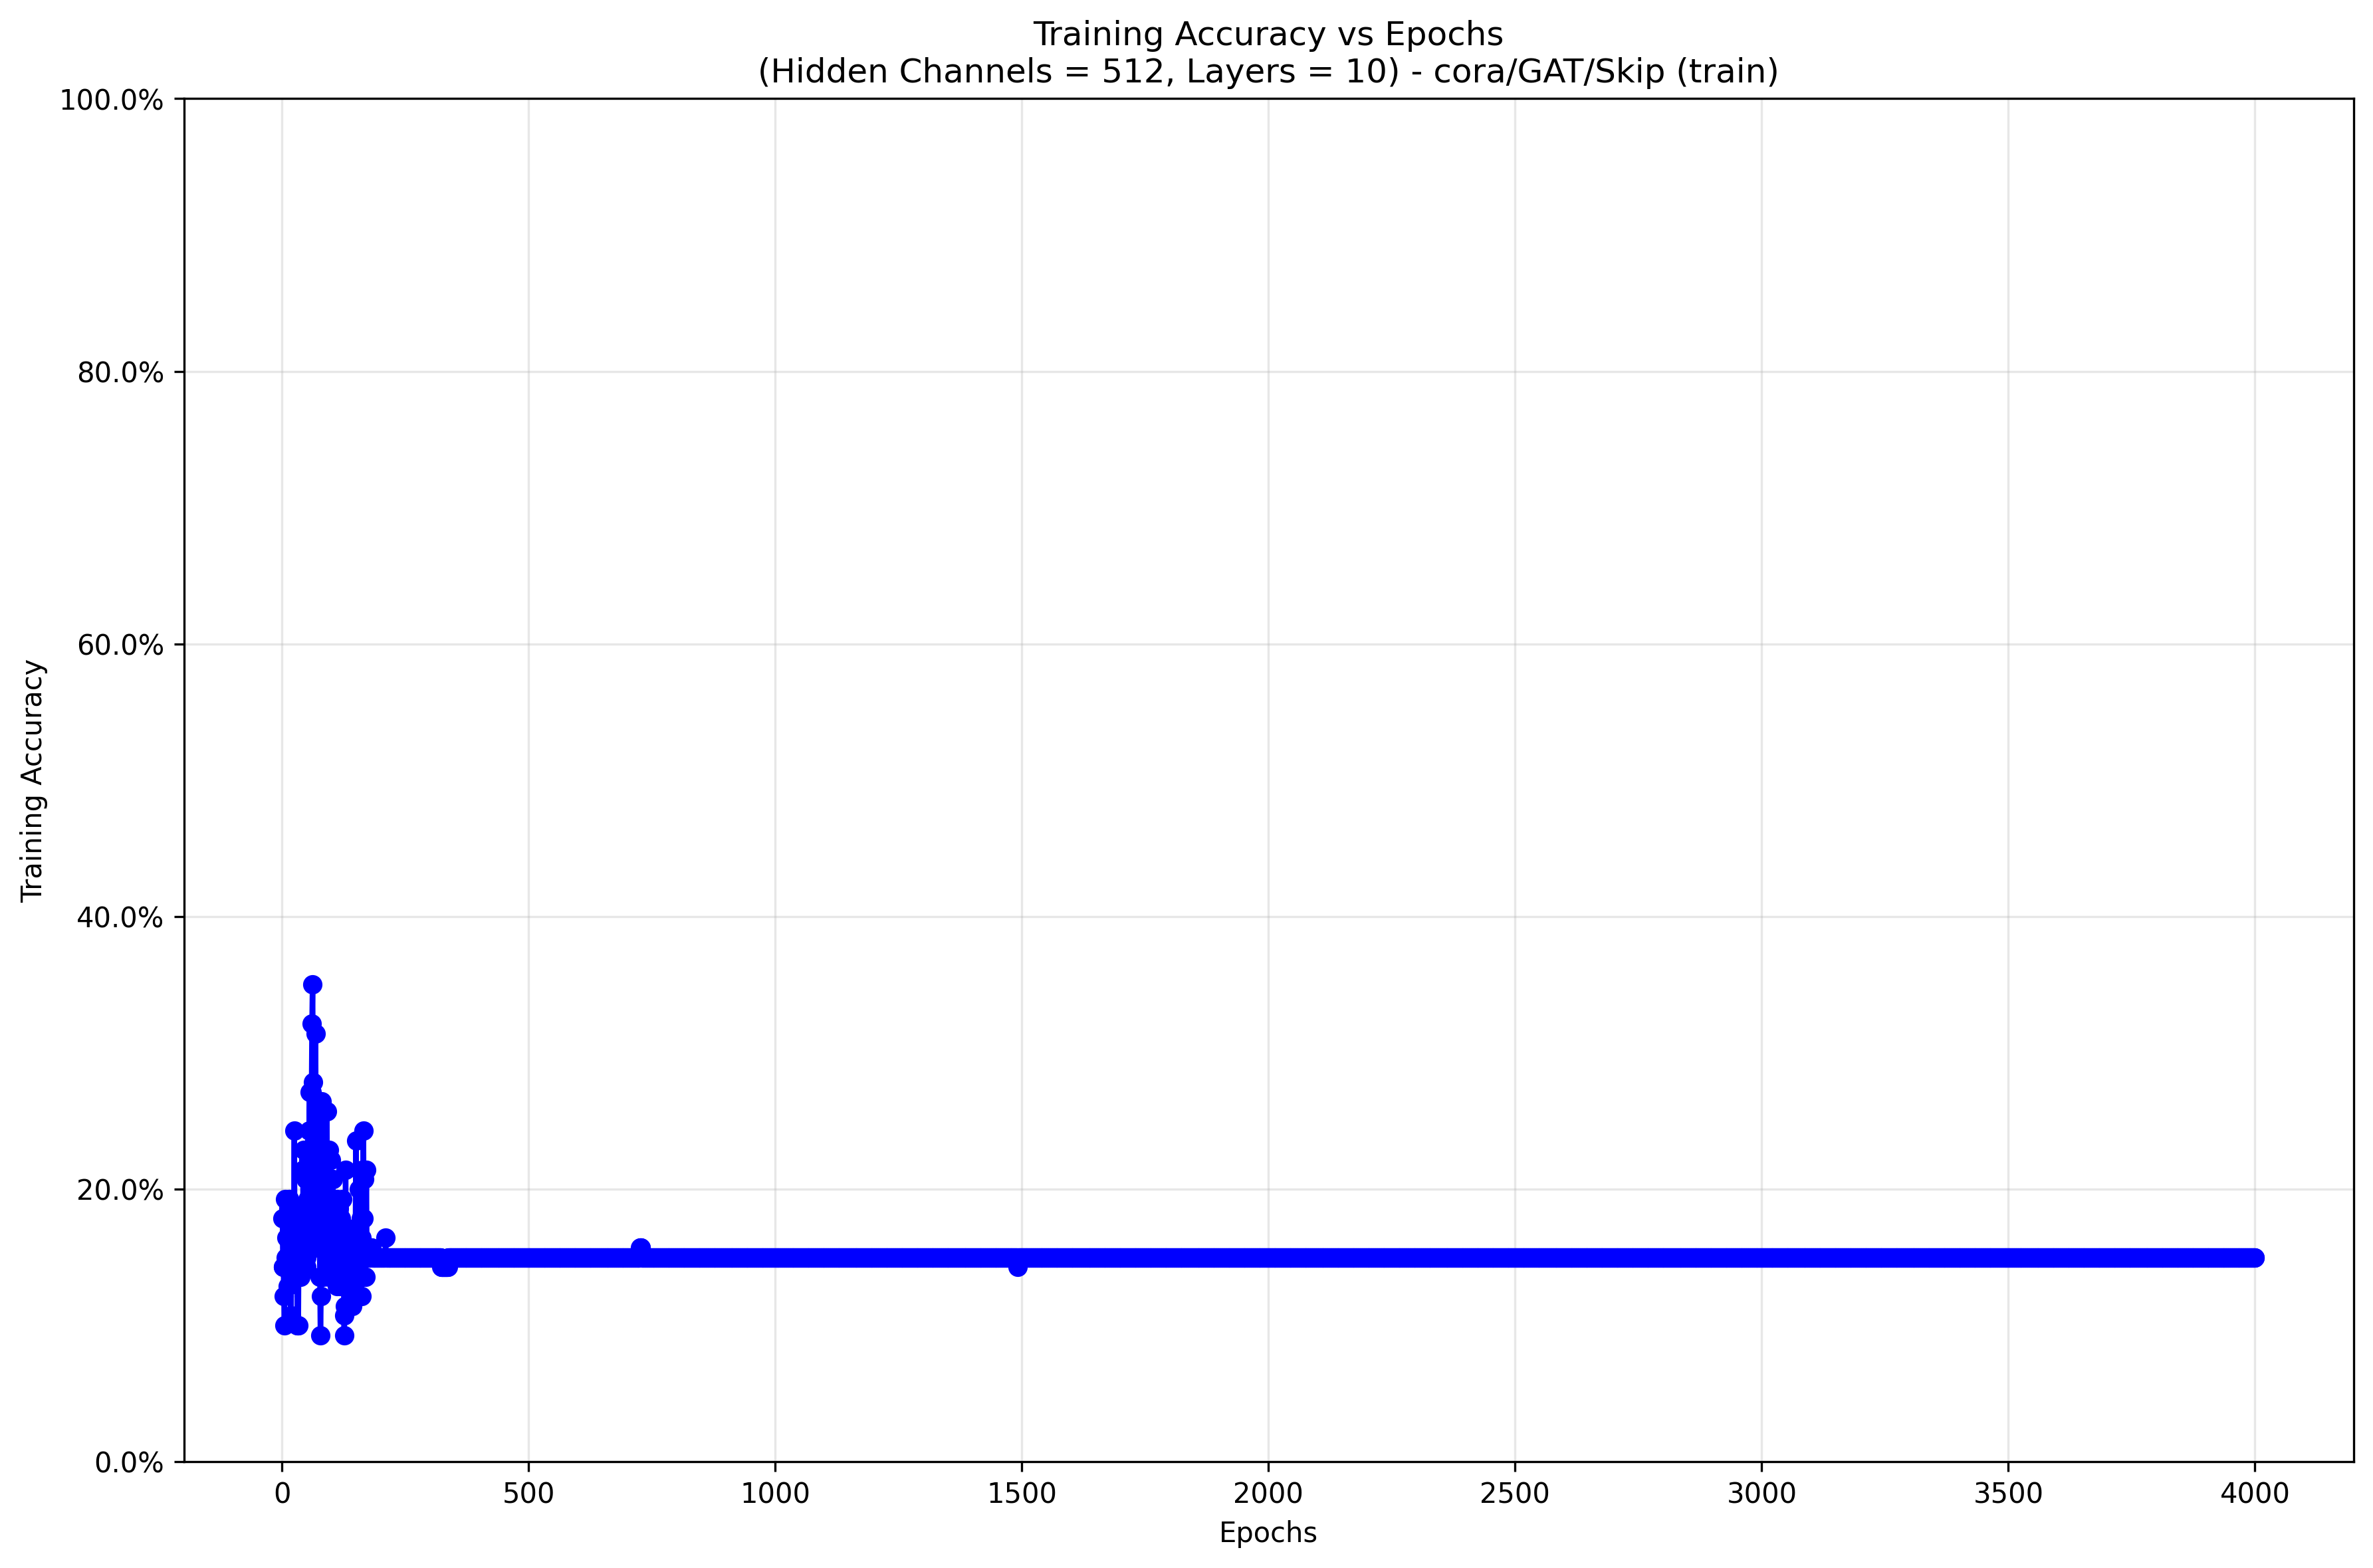 Training Accuracy vs Epochs
(Hidden Channels = 512, Layers = 10) - cora/GAT/Skip (train)
100.0%
80.0%
60.0%
40.0%
20.0%
0.0%
Training Accuracy
0 500 1000 1500 2000 2500 3000 3500 4000
Epochs